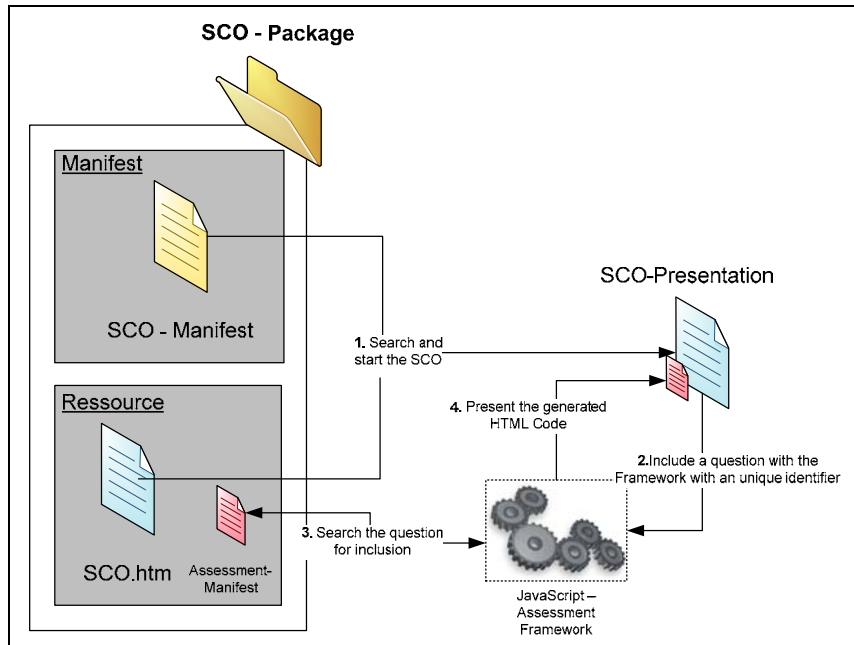 SCO - Package
Manifest
SCO - Manifest
SCO-Presentation
1. Search and
start the SCO
Ressource
4. Present the generated
HTML Code
2.Include a question with the
Framework with an unique identifier
3. Search the question
for inclusion
SCO.htm
Assessment-
Manifest
JavaScript –
Assessment
Framework